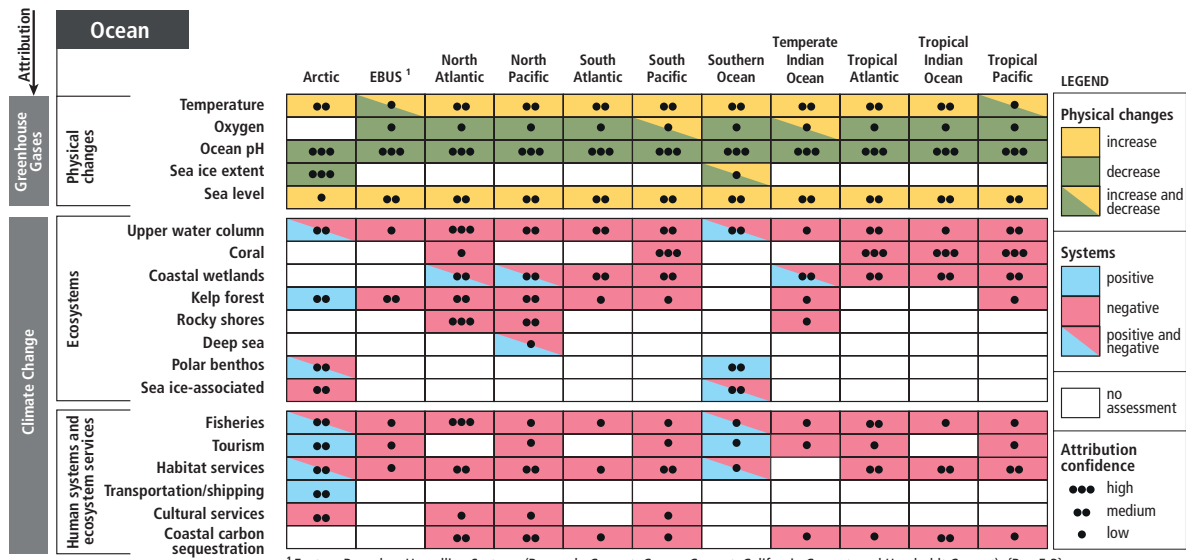 Attribution
Ocean
Arctic
EBUS 1
North Atlantic
North Pacific
South Atlantic
South Pacific
Southern Ocean
Temperate Indian Ocean
Tropical Atlantic
Tropical Indian Ocean
Tropical Pacific
Greenhouse Gases
Physical changes
Temperature
Oxygen
Ocean pH
Sea ice extent
Sea level
Climate Change
Ecosystems
Upper water column
Coral
Coastal wetlands
Kelp forest
Rocky shores
Deep sea
Polar benthos
Sea ice-associated
Human systems and ecosystem services
Fisheries
Tourism
Habitat services
Transportation/shipping
Cultural services
Coastal carbon sequestration
LEGEND
Physical changes
increase
decrease
increase and decrease
Systems
positive
negative
positive and negative
no assessment
Attribution confidence
high
medium
low